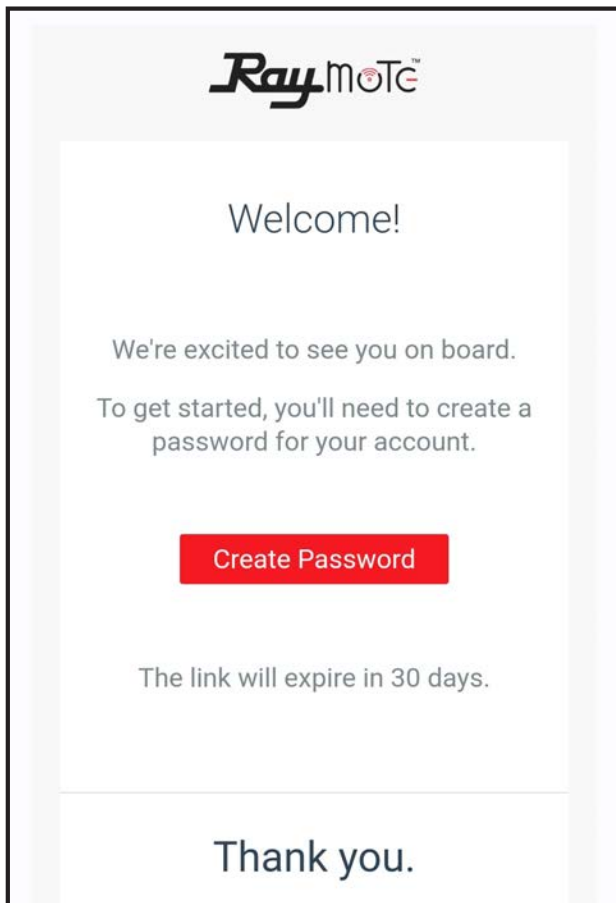 Raymote™
Welcome!
We're excited to see you on board.
To get started, you'll need to create a
password for your account.
Create Password
The link will expire in 30 days.
Thank you.